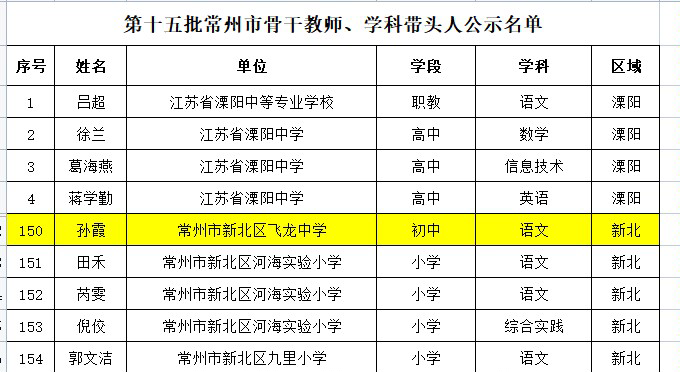 第十五批常州市骨干教师、学科带头人公示名单
序号 姓名 单位 学段 学科 区域
1 吕超 江苏省溧阳中等专业学校 职教 语文 溧阳
2 徐兰 江苏省溧阳中学 高中 数学 溧阳
3 葛海燕 江苏省溧阳中学 高中 信息技术 溧阳
4 蒋学勤 江苏省溧阳中学 高中 英语 溧阳
150 孙霞 常州市新北区飞龙中学 初中 语文 新北
151 田禾 常州市新北区河海实验小学 小学 语文 新北
152 芮雯 常州市新北区河海实验小学 小学 语文 新北
153 倪佼 常州市新北区河海实验小学 小学 综合实践 新北
154 郭文洁 常州市新北区九里小学 小学 语文 新北